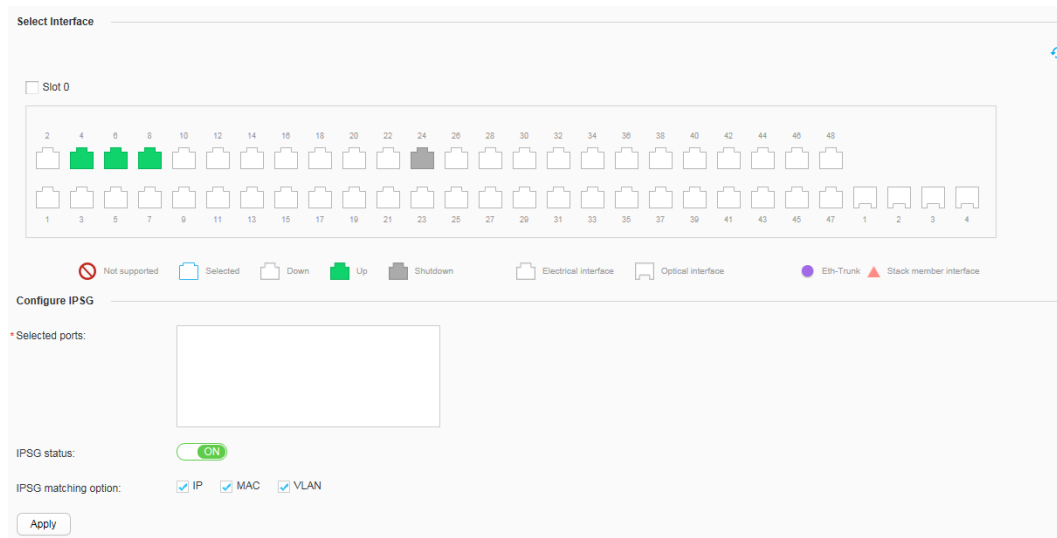 Select Interface
Slot 0
2 4 6 8 10 12 14 16 18 20 22 24 26 28 30 32 34 36 38 40 42 44 46 48
1 3 5 7 9 11 13 15 17 19 21 23 25 27 29 31 33 35 37 39 41 43 45 47 1 2 3 4
Not supported Selected Down Up Shutdown Electrical interface Optical interface Eth-Trunk Stack member interface
Configure IPSG
* Selected ports:
IPSG status: ON
IPSG matching option: IP MAC VLAN
Apply